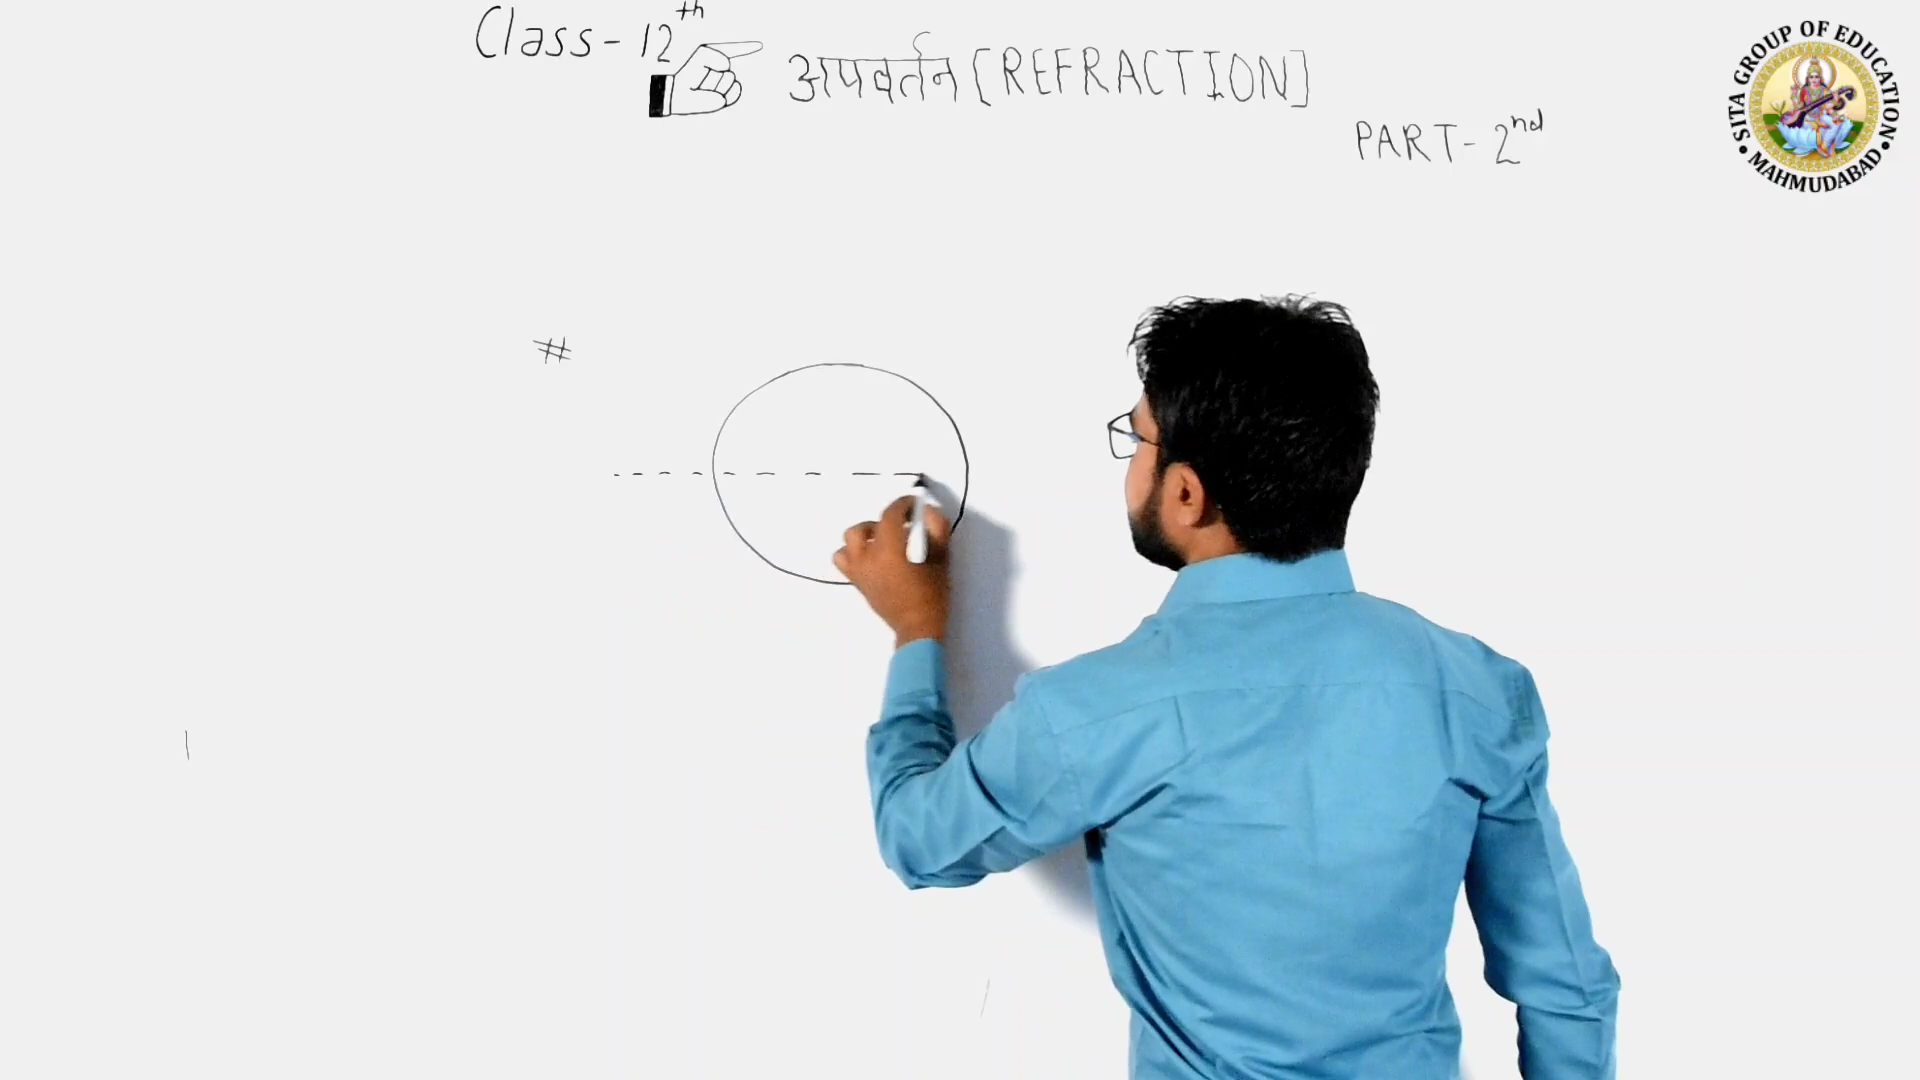 Class-12th
अपवर्तन [REFRACTION]
PART-2nd
#
SITA GROUP OF EDUCATION
• MAHMUDABAD •